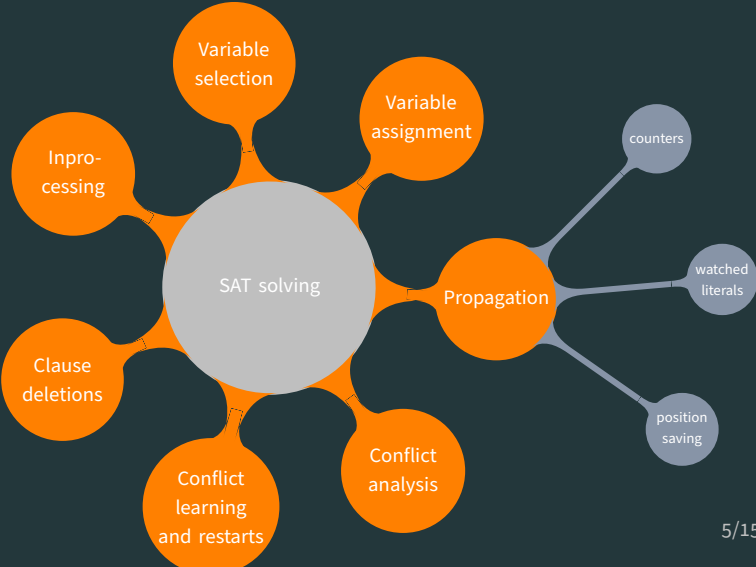 Variable
selection
Variable
assignment
Inpro-
cessing
counters
SAT solving
Propagation
watched
literals
Clause
deletions
Conflict
analysis
position
saving
Conflict
learning
and restarts
5/15